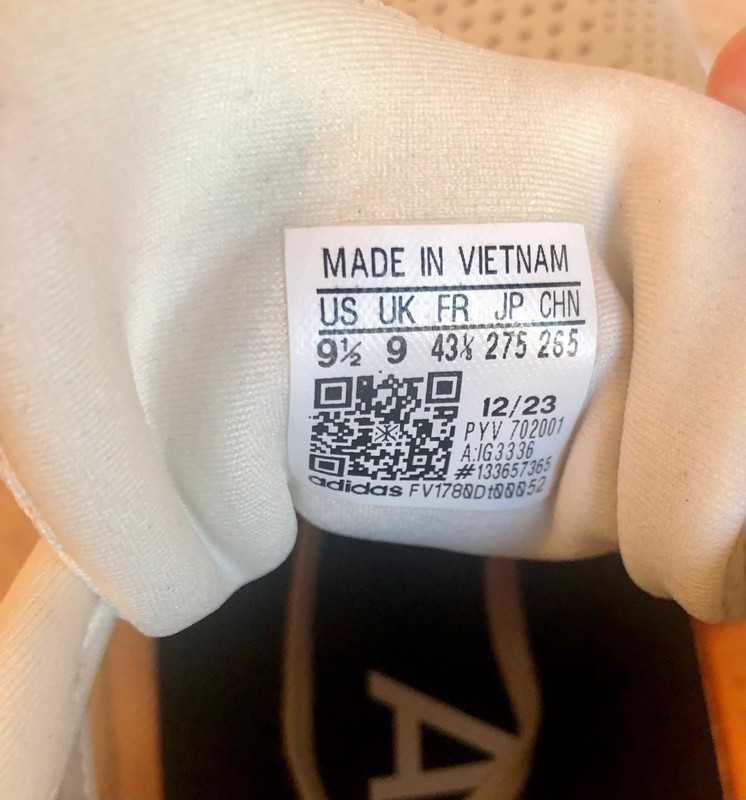 MADE IN VIETNAM
US UK FR JP CHN
9½ 9 43⅓ 275 265
12/23
PYV 702001
A:IG3336
#133657365
adidas FV1780Dt00052
A